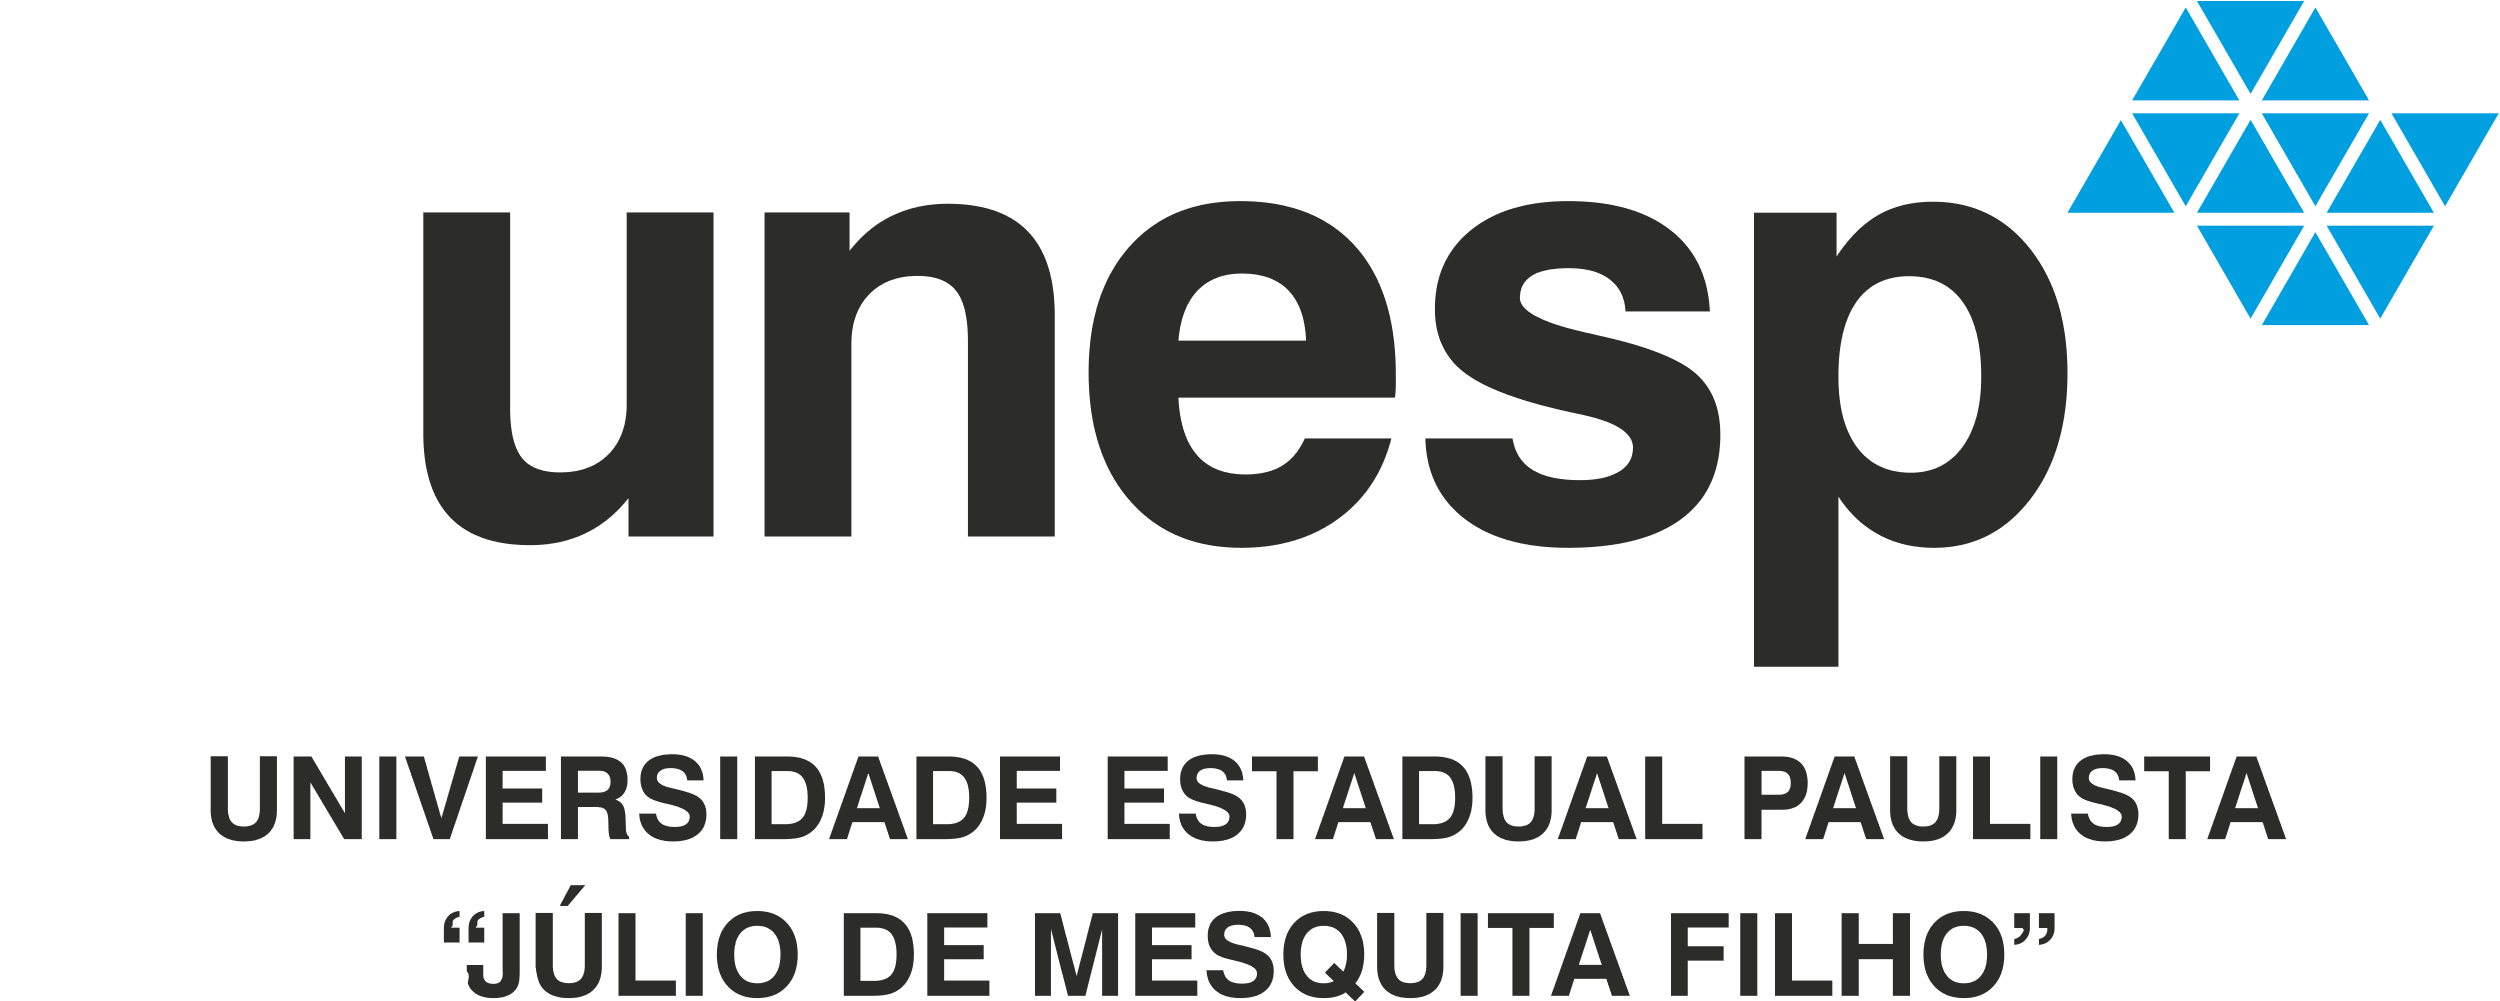 unesp
UNIVERSIDADE ESTADUAL PAULISTA
“JÚLIO DE MESQUITA FILHO”